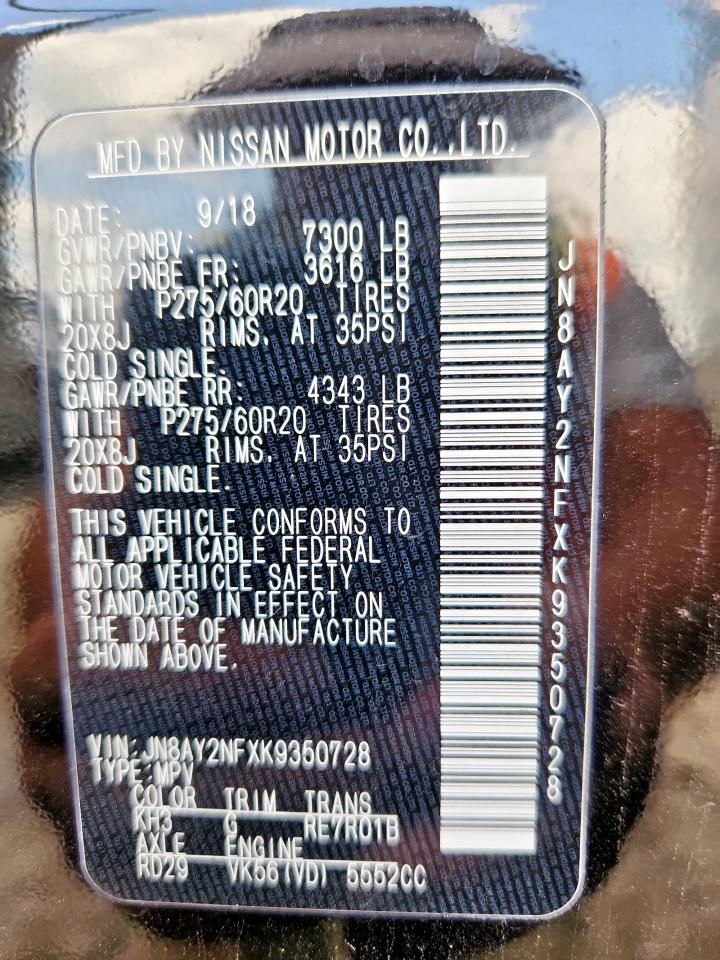 MFD BY NISSAN MOTOR CO.,LTD.
DATE: 9/18
GVWR/PNBV: 7300 LB
GAWR/PNBE FR: 3616 LB
WITH P275/60R20 TIRES
20X8J RIMS. AT 35PSI
COLD SINGLE.
GAWR/PNBE RR: 4343 LB
WITH P275/60R20 TIRES
20X8J RIMS. AT 35PSI
COLD SINGLE.
THIS VEHICLE CONFORMS TO
ALL APPLICABLE FEDERAL
MOTOR VEHICLE SAFETY
STANDARDS IN EFFECT ON
THE DATE OF MANUFACTURE
SHOWN ABOVE.
VIN:JN8AY2NFXK9350728
TYPE:MPV
COLOR TRIM TRANS
KH3 G RE7R01B
AXLE ENGINE
RD29 VK56(VD) 5552CC
JN8AY2NFXK9350728